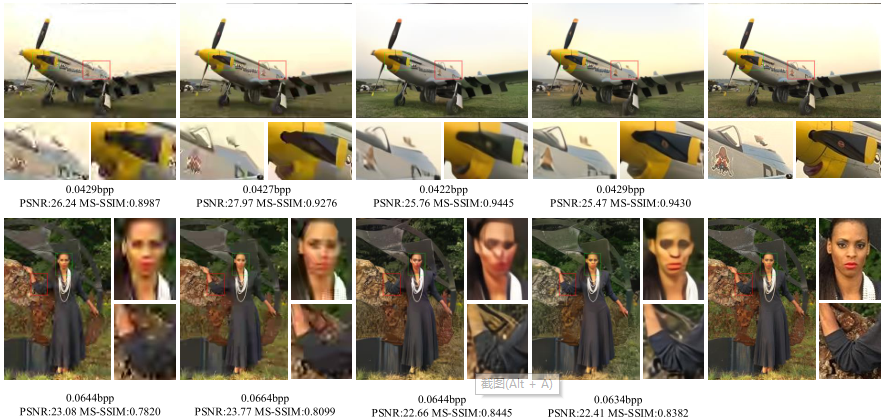 0.0429bpp 0.0427bpp 0.0422bpp 0.0429bpp
PSNR:26.24 MS-SSIM:0.8987 PSNR:27.97 MS-SSIM:0.9276 PSNR:25.76 MS-SSIM:0.9445 PSNR:25.47 MS-SSIM:0.9430
截图(Alt + A)
0.0644bpp 0.0664bpp 0.0644bpp 0.0634bpp
PSNR:23.08 MS-SSIM:0.7820 PSNR:23.77 MS-SSIM:0.8099 PSNR:22.66 MS-SSIM:0.8445 PSNR:22.41 MS-SSIM:0.8382